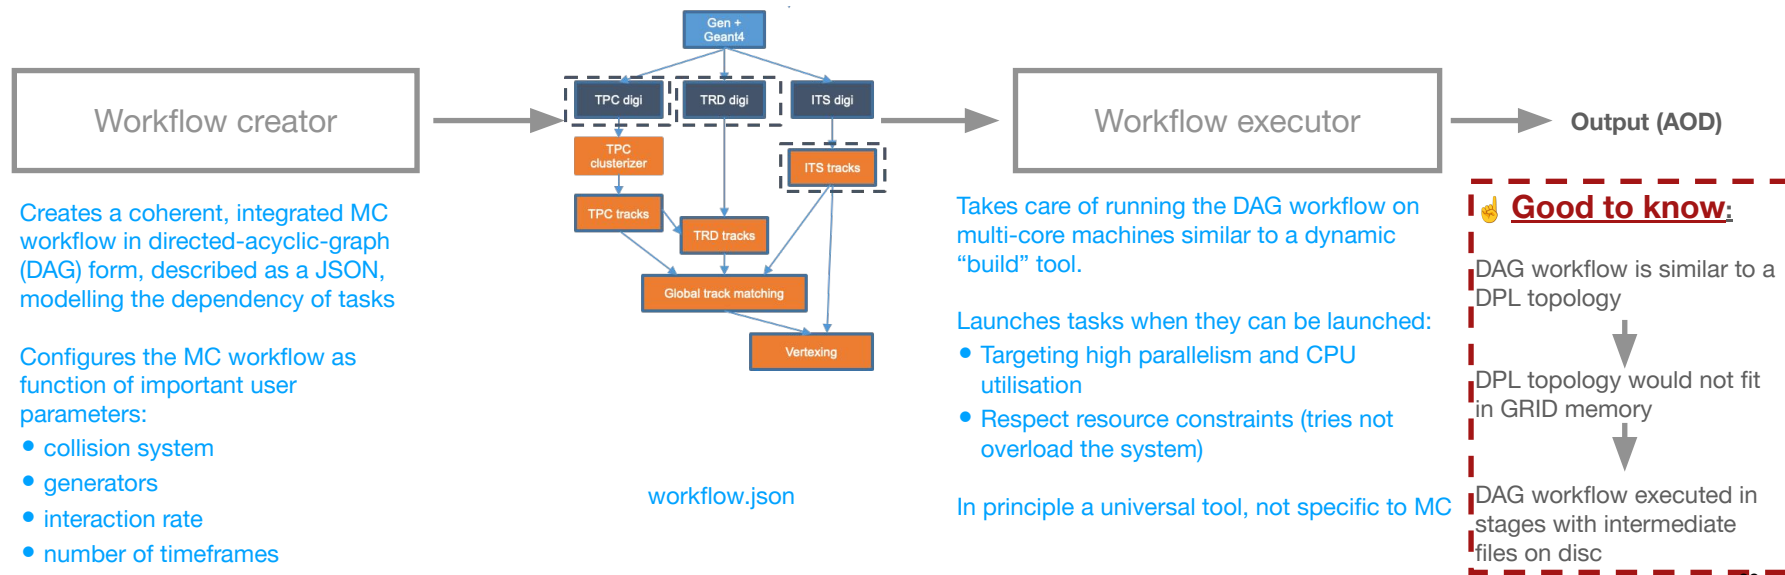 Gen +
Geant4
Workflow creator
TPC digi
TRD digi
ITS digi
TPC
clusterizer
ITS tracks
TPC tracks
TRD tracks
Global track matching
Vertexing
workflow.json
Workflow executor
Output (AOD)
Creates a coherent, integrated MC
workflow in directed-acyclic-graph
(DAG) form, described as a JSON,
modelling the dependency of tasks
Configures the MC workflow as
function of important user
parameters:
• collision system
• generators
• interaction rate
• number of timeframes
Takes care of running the DAG workflow on
multi-core machines similar to a dynamic
“build” tool.
Launches tasks when they can be launched:
• Targeting high parallelism and CPU
utilisation
• Respect resource constraints (tries not
overload the system)
In principle a universal tool, not specific to MC
☝ Good to know:
DAG workflow is similar to a
DPL topology
DPL topology would not fit
in GRID memory
DAG workflow executed in
stages with intermediate
files on disc